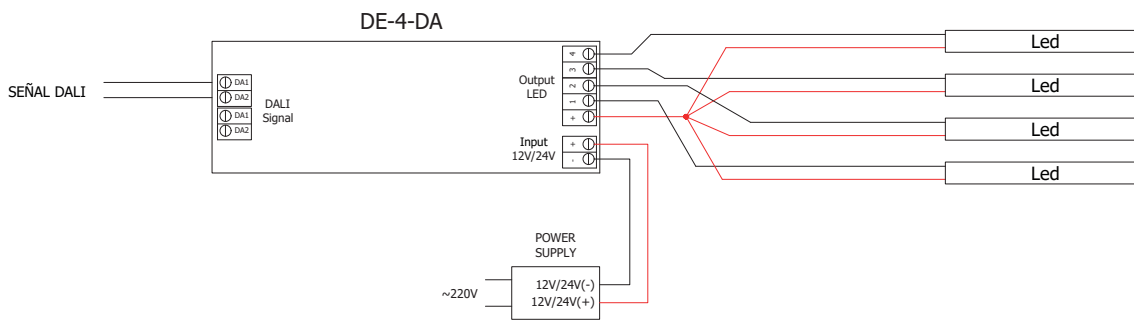 DE-4-DA
SEÑAL DALI
DA1
DA2
DA1
DA2
DALI
Signal
Output
LED
4
3
2
1
+
Input
12V/24V
+
-
Led
Led
Led
Led
POWER
SUPPLY
~220V
12V/24V(-)
12V/24V(+)